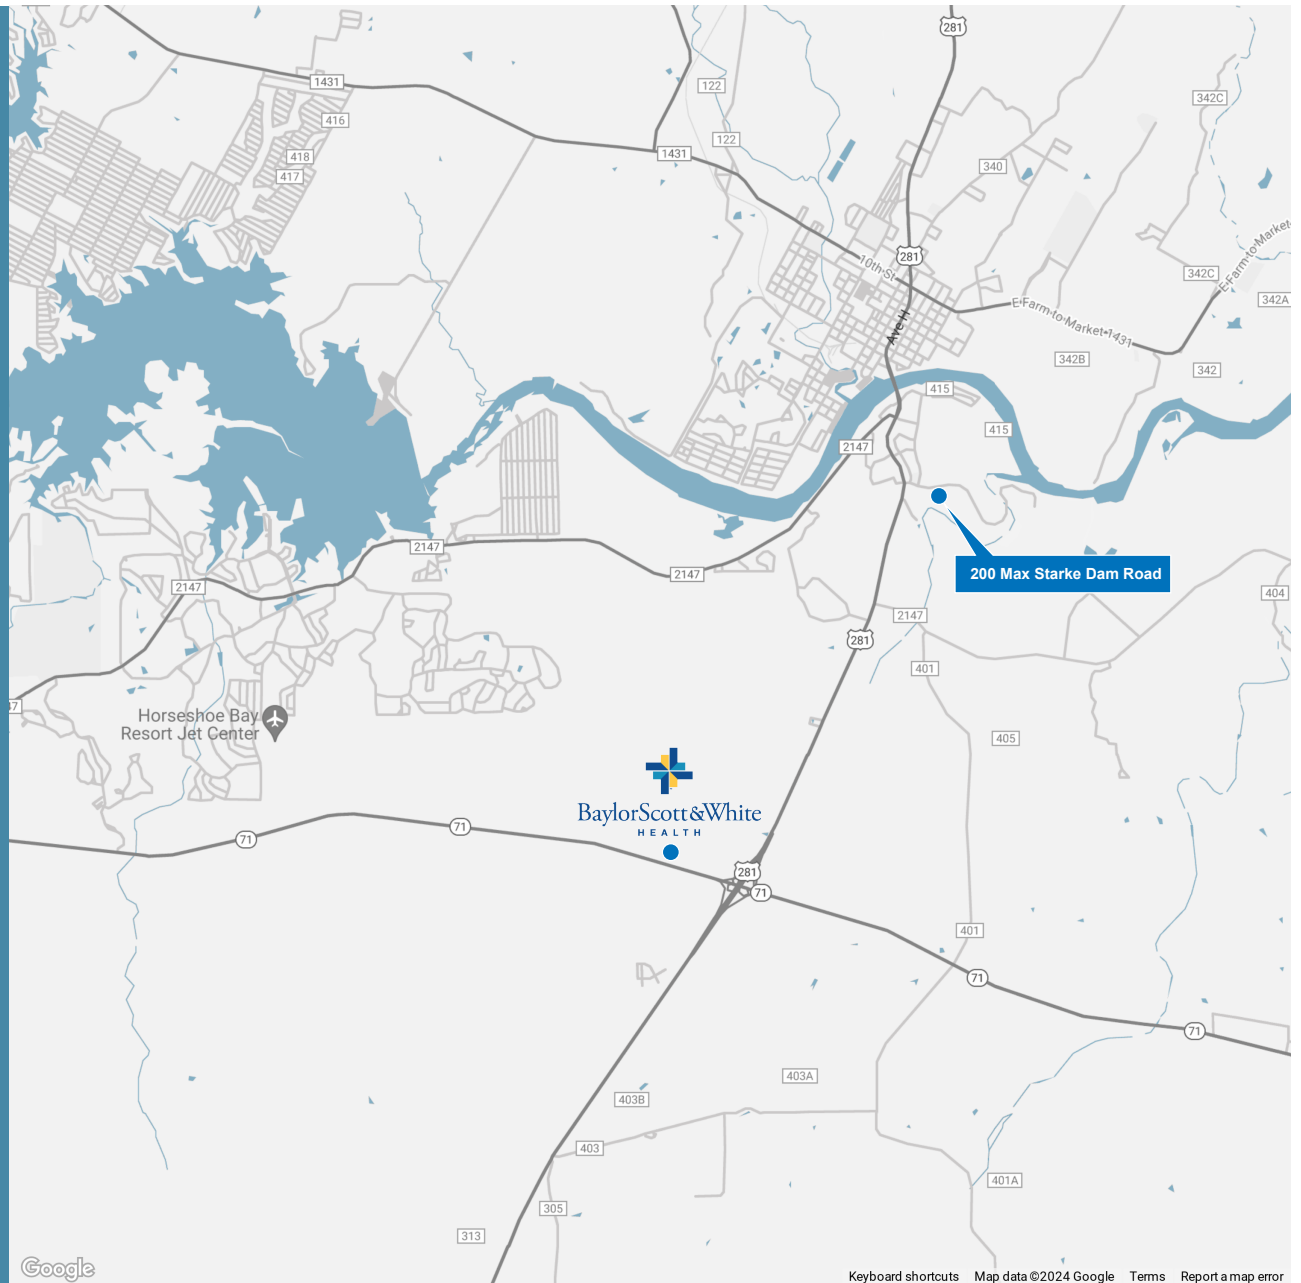 281
122
342C
1431
416
122
1431
418
417
340
281
10th St
E Farm to Market
342C
342A
E Farm to Market 1431
Ave H
342B
342
415
415
2147
2147
2147
200 Max Starke Dam Road
2147
404
2147
281
401
47
Horseshoe Bay
Resort Jet Center
405
BaylorScott&White
HEALTH
71
71
281
71
401
71
71
403A
403B
403
401A
305
313
Google
Keyboard shortcuts Map data ©2024 Google Terms Report a map error